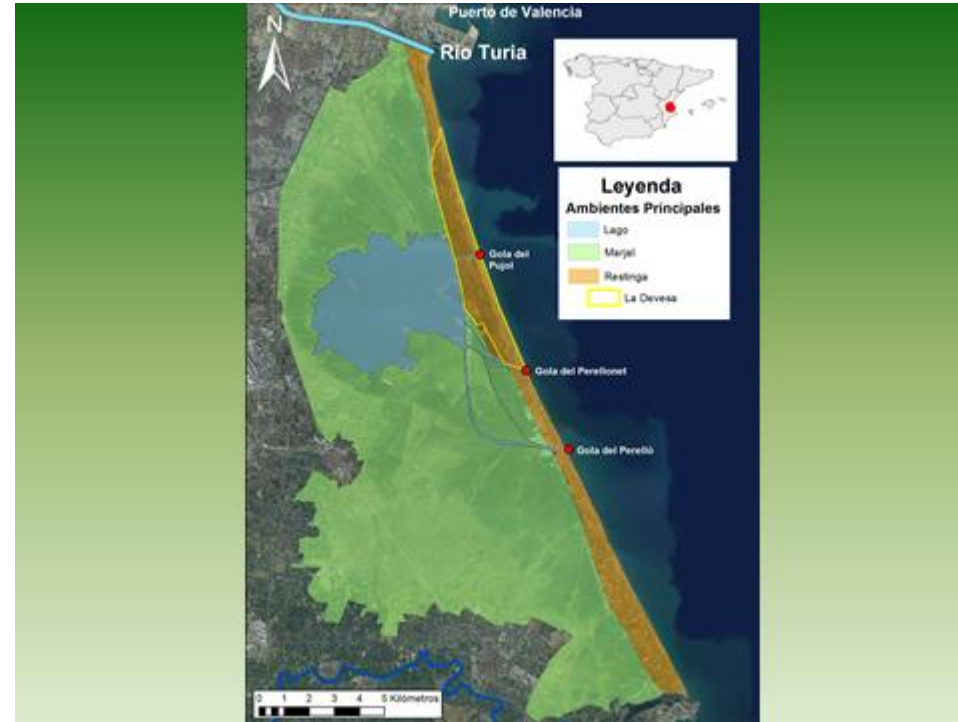 Puerto de Valencia
N
Rio Turia
Leyenda
Ambientes Principales
Lago
Marjal
Restinga
La Devesa
Gola del
Pujol
Gola del Perellonet
Gola del Perelló
0 1 2 3 4 5 Kilómetros